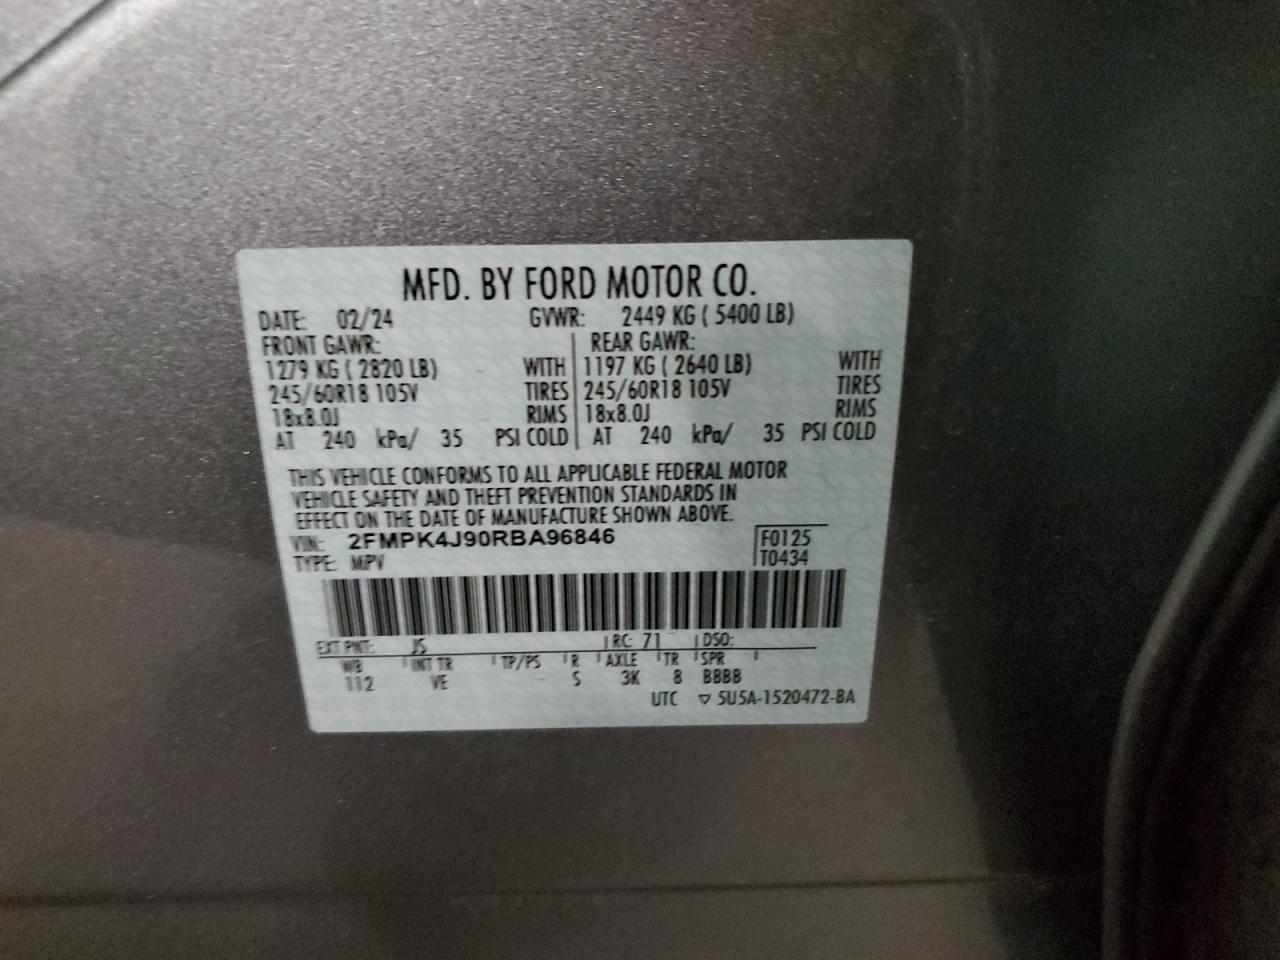 MFD. BY FORD MOTOR CO.
DATE: 02/24 GVWR: 2449 KG ( 5400 LB)
FRONT GAWR: REAR GAWR:
1279 KG ( 2820 LB) WITH 1197 KG ( 2640 LB) WITH
245/60R18 105V TIRES 245/60R18 105V TIRES
18x8.0J RIMS 18x8.0J RIMS
AT 240 kPa/ 35 PSI COLD AT 240 kPa/ 35 PSI COLD
THIS VEHICLE CONFORMS TO ALL APPLICABLE FEDERAL MOTOR
VEHICLE SAFETY AND THEFT PREVENTION STANDARDS IN
EFFECT ON THE DATE OF MANUFACTURE SHOWN ABOVE.
VIN: 2FMPK4J90RBA96846 F0125
TYPE: MPV T0434
EXT PNT: JS RC: 71 DSO:
WB INT TR TP/PS R AXLE TR SPR
112 VE S 3K 8 BBBB
UTC ▽ 5U5A-1520472-BA